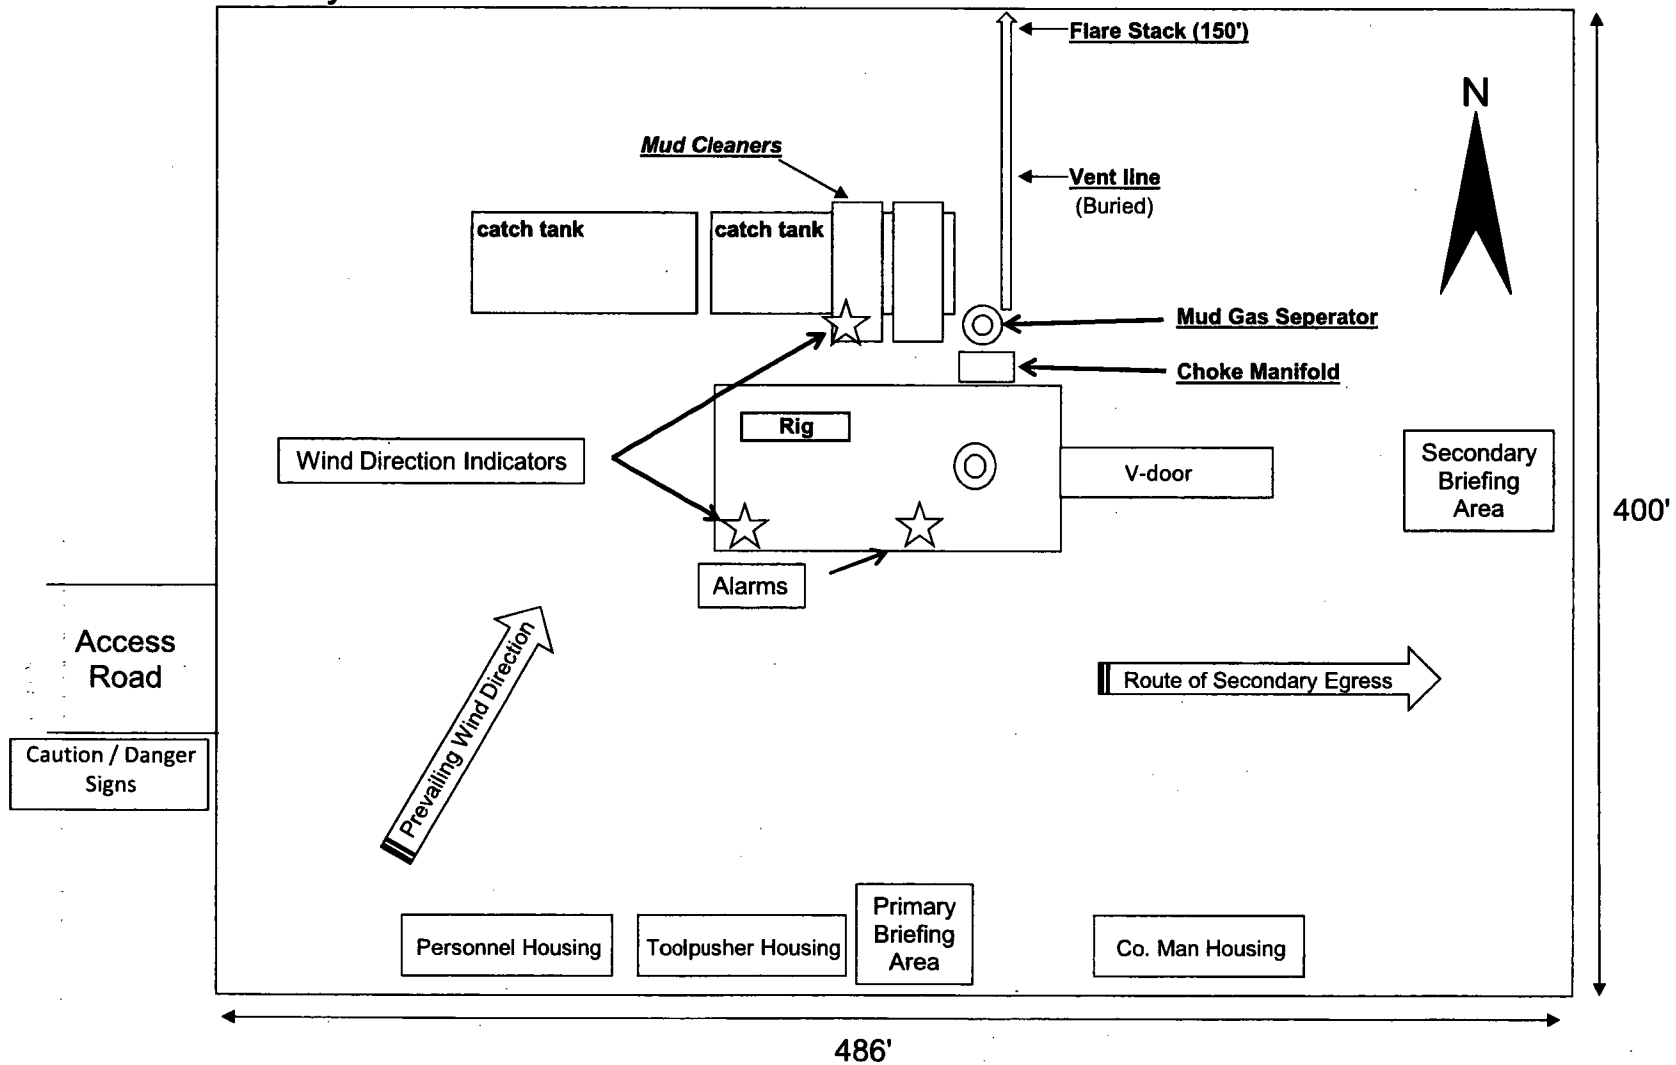 Flare Stack (150')
N
Mud Cleaners
Vent line
(Buried)
catch tank
catch tank
Mud Gas Seperator
Choke Manifold
Rig
Wind Direction Indicators
V-door
Secondary
Briefing
Area
400'
Alarms
Access
Road
Prevailing Wind Direction
Route of Secondary Egress
Caution / Danger
Signs
Primary
Briefing
Area
Personnel Housing
Toolpusher Housing
Co. Man Housing
486'